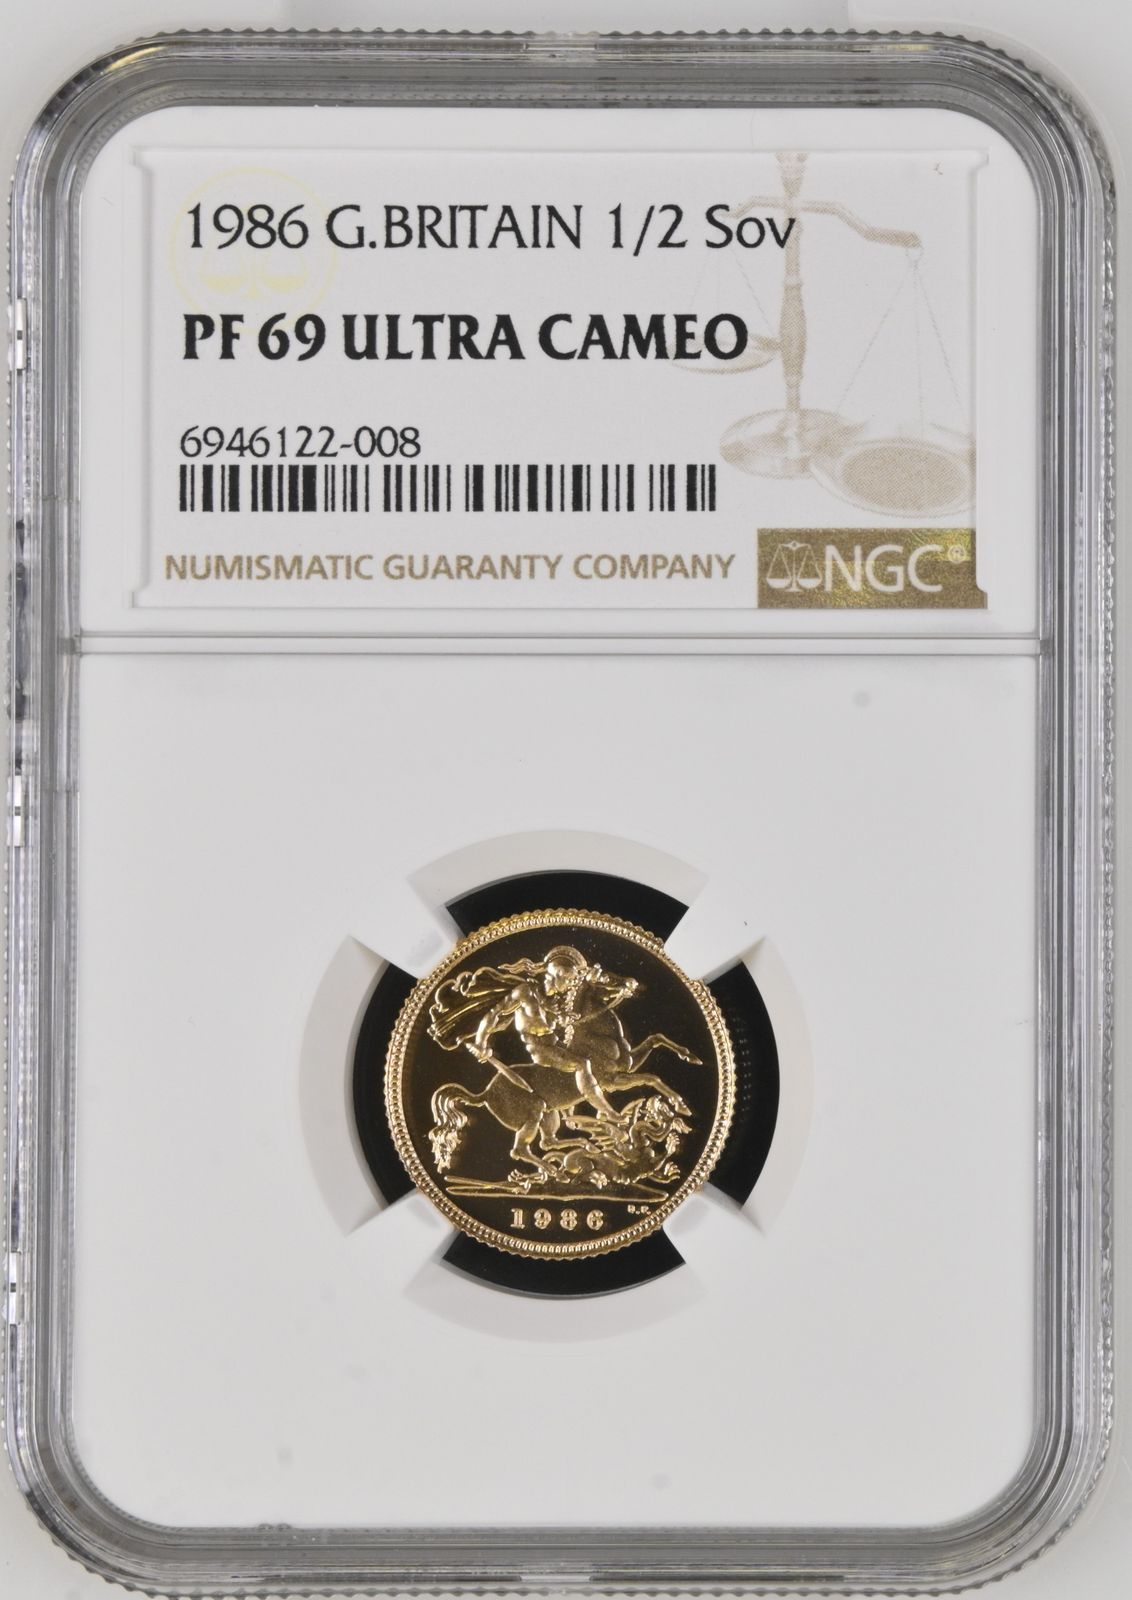 1986 G.BRITAIN 1/2 Sov
PF 69 ULTRA CAMEO
6946122-008
NUMISMATIC GUARANTY COMPANY
NGC®
1986
B.P.